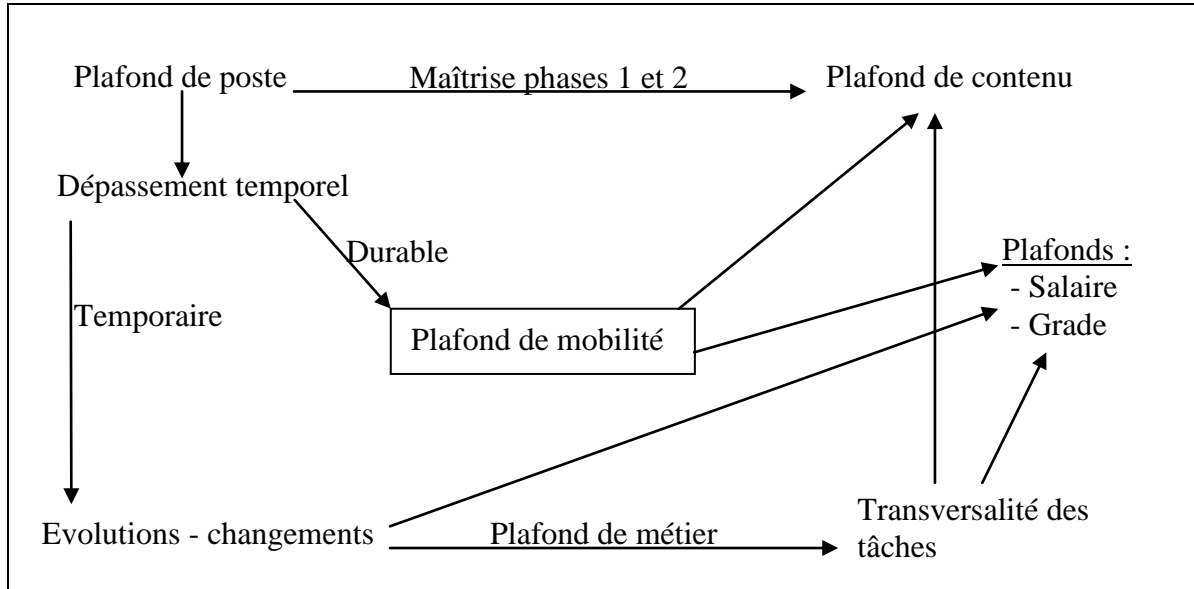 Plafond de poste
Maîtrise phases 1 et 2
Plafond de contenu
Dépassement temporel
Durable
Plafonds :
- Salaire
- Grade
Temporaire
Plafond de mobilité
Evolutions - changements
Plafond de métier
Transversalité des
tâches